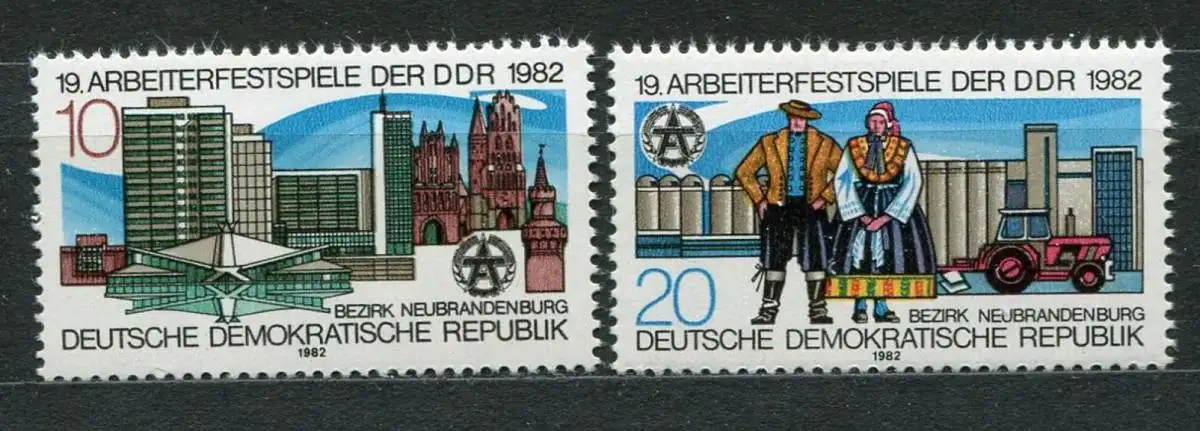 19. ARBEITERFESTSPIELE DER DDR 1982
10
BEZIRK NEUBRANDENBURG
DEUTSCHE DEMOKRATISCHE REPUBLIK
1982
19. ARBEITERFESTSPIELE DER DDR 1982
20
BEZIRK NEUBRANDENBURG
DEUTSCHE DEMOKRATISCHE REPUBLIK
1982